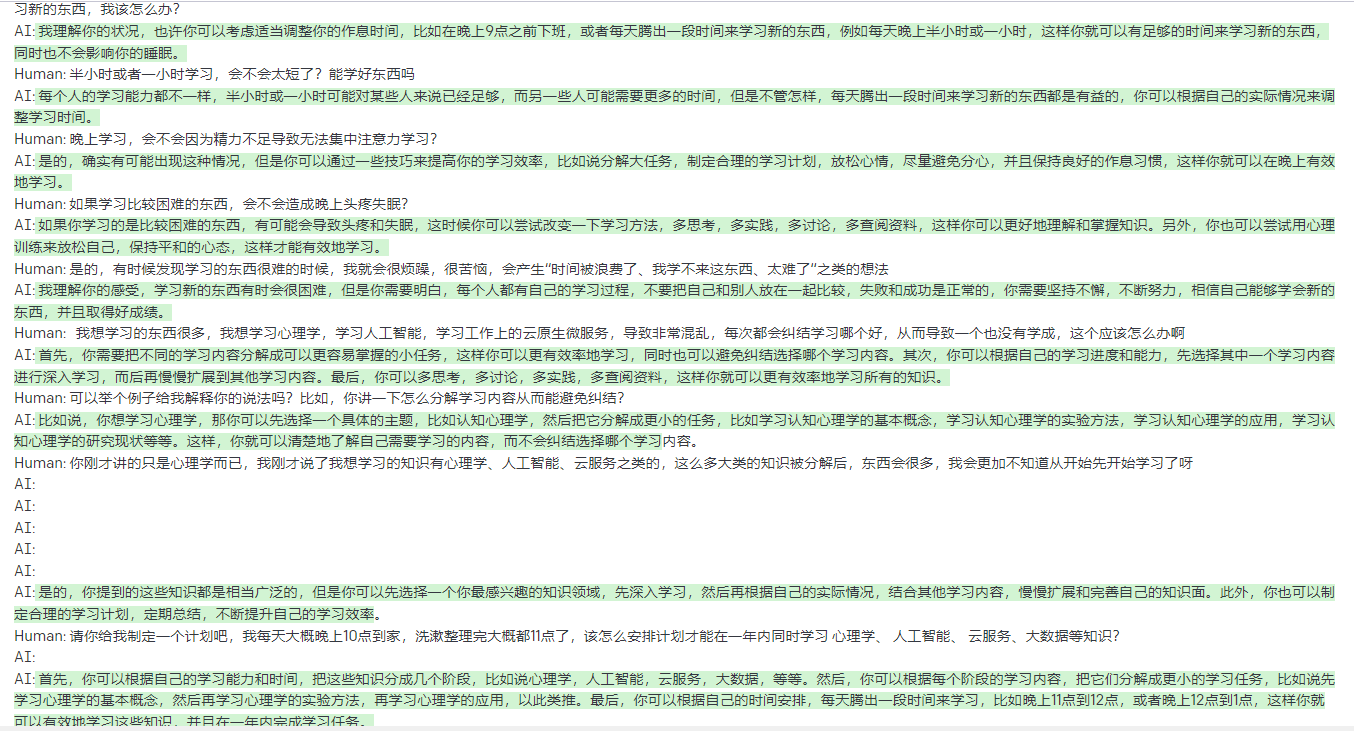 习新的东西，我该怎么办？
AI: 我理解你的状况，也许你可以考虑适当调整你的作息时间，比如在晚上9点之前下班，或者每天腾出一段时间来学习新的东西，例如每天晚上半小时或一小时，这样你就可以有足够的时间来学习新的东西，
同时也不会影响你的睡眠。
Human: 半小时或者一小时学习，会不会太短了？能学好东西吗
AI: 每个人的学习能力都不一样，半小时或一小时可能对某些人来说已经足够，而另一些人可能需要更多的时间，但是不管怎样，每天腾出一段时间来学习新的东西都是有益的，你可以根据自己的实际情况来调
整学习时间。
Human: 晚上学习，会不会因为精力不足导致无法集中注意力学习？
AI: 是的，确实有可能出现这种情况，但是你可以通过一些技巧来提高你的学习效率，比如说分解大任务，制定合理的学习计划，放松心情，尽量避免分心，并且保持良好的作息习惯，这样你就可以在晚上有效
地学习。
Human: 如果学习比较困难的东西，会不会造成晚上头疼失眠？
AI: 如果你学习的是比较困难的东西，有可能会导致头疼和失眠，这时候你可以尝试改变一下学习方法，多思考，多实践，多讨论，多查阅资料，这样你可以更好地理解和掌握知识。另外，你也可以尝试用心理
训练来放松自己，保持平和的心态，这样才能有效地学习。
Human: 是的，有时候发现学习的东西很难的时候，我就会很烦躁，很苦恼，会产生“时间被浪费了、我学不来这东西、太难了”之类的想法
AI: 我理解你的感受，学习新的东西有时会很困难，但是你需要明白，每个人都有自己的学习过程，不要把自己和别人放在一起比较，失败和成功是正常的，你需要坚持不懈，不断努力，相信自己能够学会新的
东西，并且取得好成绩。
Human: 我想学习的东西很多，我想学习心理学，学习人工智能，学习工作上的云原生微服务，导致非常混乱，每次都会纠结学习哪个好，从而导致一个也没有学成，这个应该怎么办啊
AI: 首先，你需要把不同的学习内容分解成可以更容易掌握的小任务，这样你可以更有效率地学习，同时也可以避免纠结选择哪个学习内容。其次，你可以根据自己的学习进度和能力，先选择其中一个学习内容
进行深入学习，而后再慢慢扩展到其他学习内容。最后，你可以多思考，多讨论，多实践，多查阅资料，这样你就可以更有效率地学习所有的知识。
Human: 可以举个例子给我解释你的说法吗？比如，你讲一下怎么分解学习内容从而能避免纠结？
AI: 比如说，你想学习心理学，那你可以先选择一个具体的主题，比如认知心理学，然后把它分解成更小的任务，比如学习认知心理学的基本概念，学习认知心理学的实验方法，学习认知心理学的应用，学习认
知心理学的研究现状等等。这样，你就可以清楚地了解自己需要学习的内容，而不会纠结选择哪个学习内容。
Human: 你刚才讲的只是心理学而已，我刚才说了我想学习的知识有心理学、人工智能、云服务之类的，这么多大类的知识被分解后，东西会很多，我会更加不知道从开始先开始学习了呀
AI:
AI:
AI:
AI:
AI:
AI: 是的，你提到的这些知识都是相当广泛的，但是你可以先选择一个你最感兴趣的知识领域，先深入学习，然后再根据自己的实际情况，结合其他学习内容，慢慢扩展和完善自己的知识面。此外，你也可以制
定合理的学习计划，定期总结，不断提升自己的学习效率。
Human: 请你给我制定一个计划吧，我每天大概晚上10点到家，洗漱整理完大概都11点了，该怎么安排计划才能在一年内同时学习 心理学、 人工智能、 云服务、大数据等知识？
AI:
AI: 首先，你可以根据自己的学习能力和时间，把这些知识分成几个阶段，比如说心理学，人工智能，云服务，大数据，等等。然后，你可以根据每个阶段的学习内容，把它们分解成更小的学习任务，比如说先
学习心理学的基本概念，然后再学习心理学的实验方法，再学习心理学的应用，以此类推。最后，你可以根据自己的时间安排，每天腾出一段时间来学习，比如晚上11点到12点，或者晚上12点到1点，这样你就
可以有效地学习这些知识，并且在一年内完成学习任务。